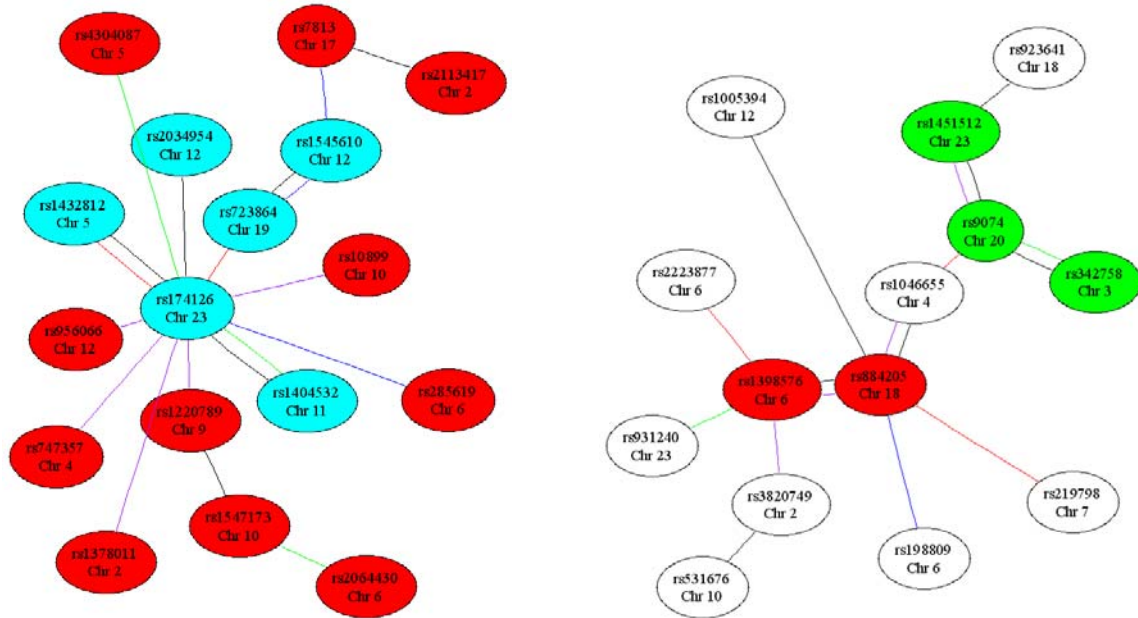 rs4304087
Chr 5
rs7813
Chr 17
rs2113417
Chr 2
rs2034954
Chr 12
rs1545610
Chr 12
rs1432812
Chr 5
rs723864
Chr 19
rs10899
Chr 10
rs174126
Chr 23
rs956066
Chr 12
rs1404532
Chr 11
rs285619
Chr 6
rs1220789
Chr 9
rs747357
Chr 4
rs1547173
Chr 10
rs1378011
Chr 2
rs2064430
Chr 6
rs923641
Chr 18
rs1005394
Chr 12
rs1451512
Chr 23
rs9074
Chr 20
rs2223877
Chr 6
rs1046655
Chr 4
rs342758
Chr 3
rs1398576
Chr 6
rs884205
Chr 18
rs931240
Chr 23
rs3820749
Chr 2
rs219798
Chr 7
rs198809
Chr 6
rs531676
Chr 10